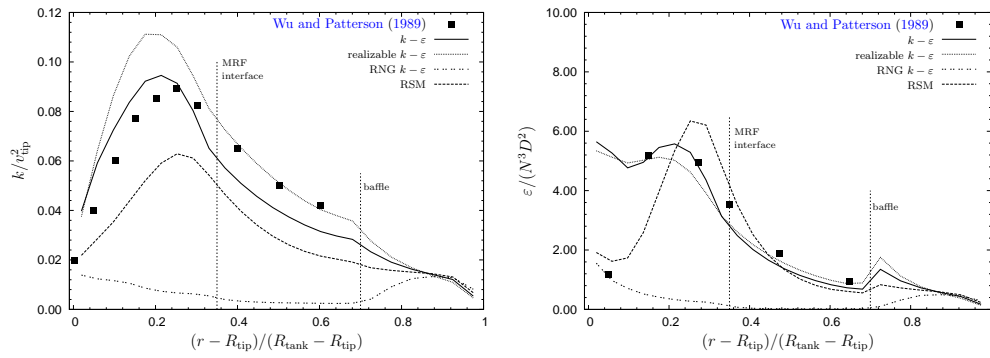 0.12
0.10
0.08
0.06
0.04
0.02
0.00
k/v²tip
Wu and Patterson (1989)
k − ε
realizable k − ε
RNG k − ε
RSM
MRF
interface
baffle
0 0.2 0.4 0.6 0.8 1
(r − Rtip)/(Rtank − Rtip)
10.00
8.00
6.00
4.00
2.00
0.00
ε/(N³D²)
Wu and Patterson (1989)
k − ε
realizable k − ε
RNG k − ε
RSM
MRF
interface
baffle
0 0.2 0.4 0.6 0.8
(r − Rtip)/(Rtank − Rtip)